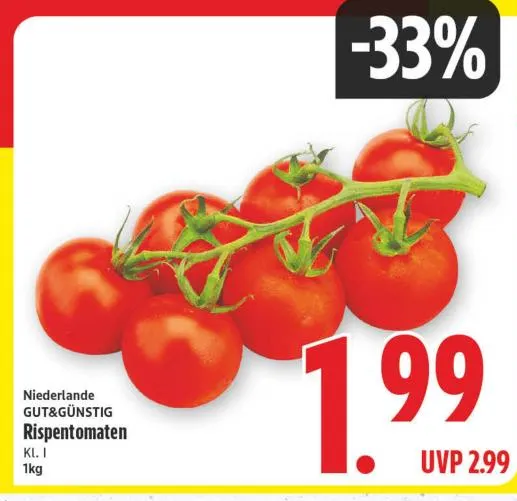 -33%
Niederlande
GUT&GÜNSTIG
Rispentomaten
Kl. I
1kg
1.99
UVP 2.99